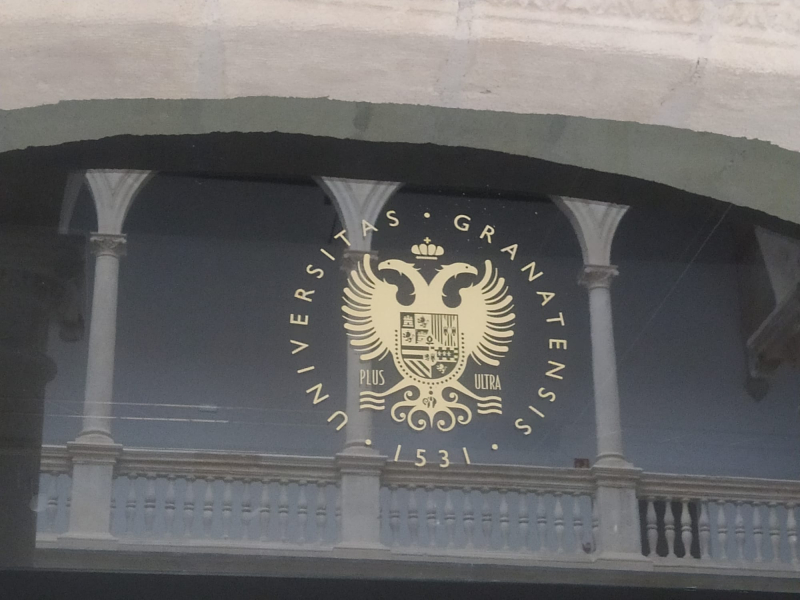 UNIVERSITAS · GRANATENSIS
PLUS ULTRA
· 1531 ·